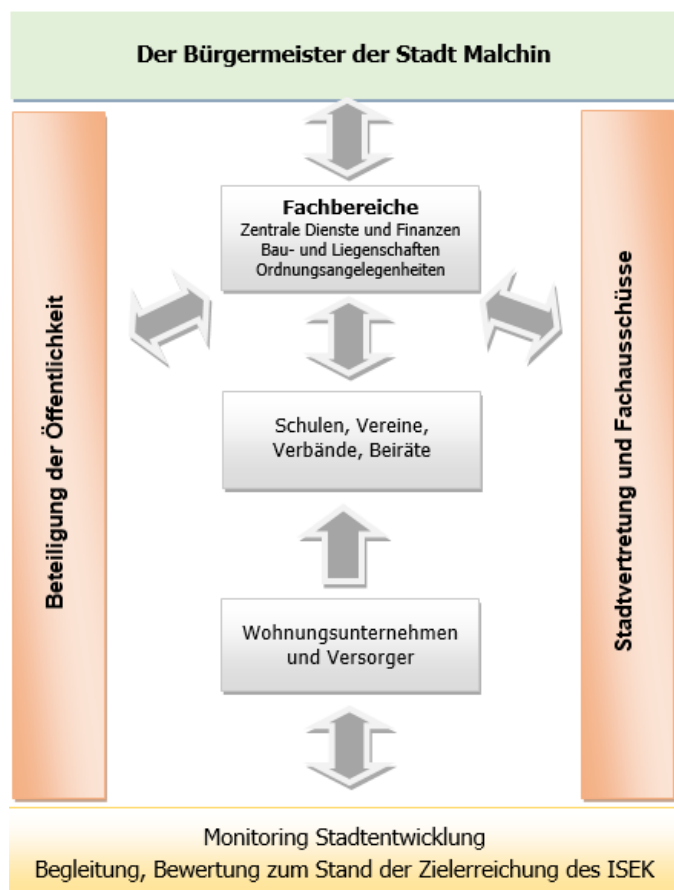 Der Bürgermeister der Stadt Malchin
Fachbereiche
Zentrale Dienste und Finanzen
Bau- und Liegenschaften
Ordnungsangelegenheiten
Beteiligung der Öffentlichkeit
Stadtvertretung und Fachausschüsse
Schulen, Vereine,
Verbände, Beiräte
Wohnungsunternehmen
und Versorger
Monitoring Stadtentwicklung
Begleitung, Bewertung zum Stand der Zielerreichung des ISEK